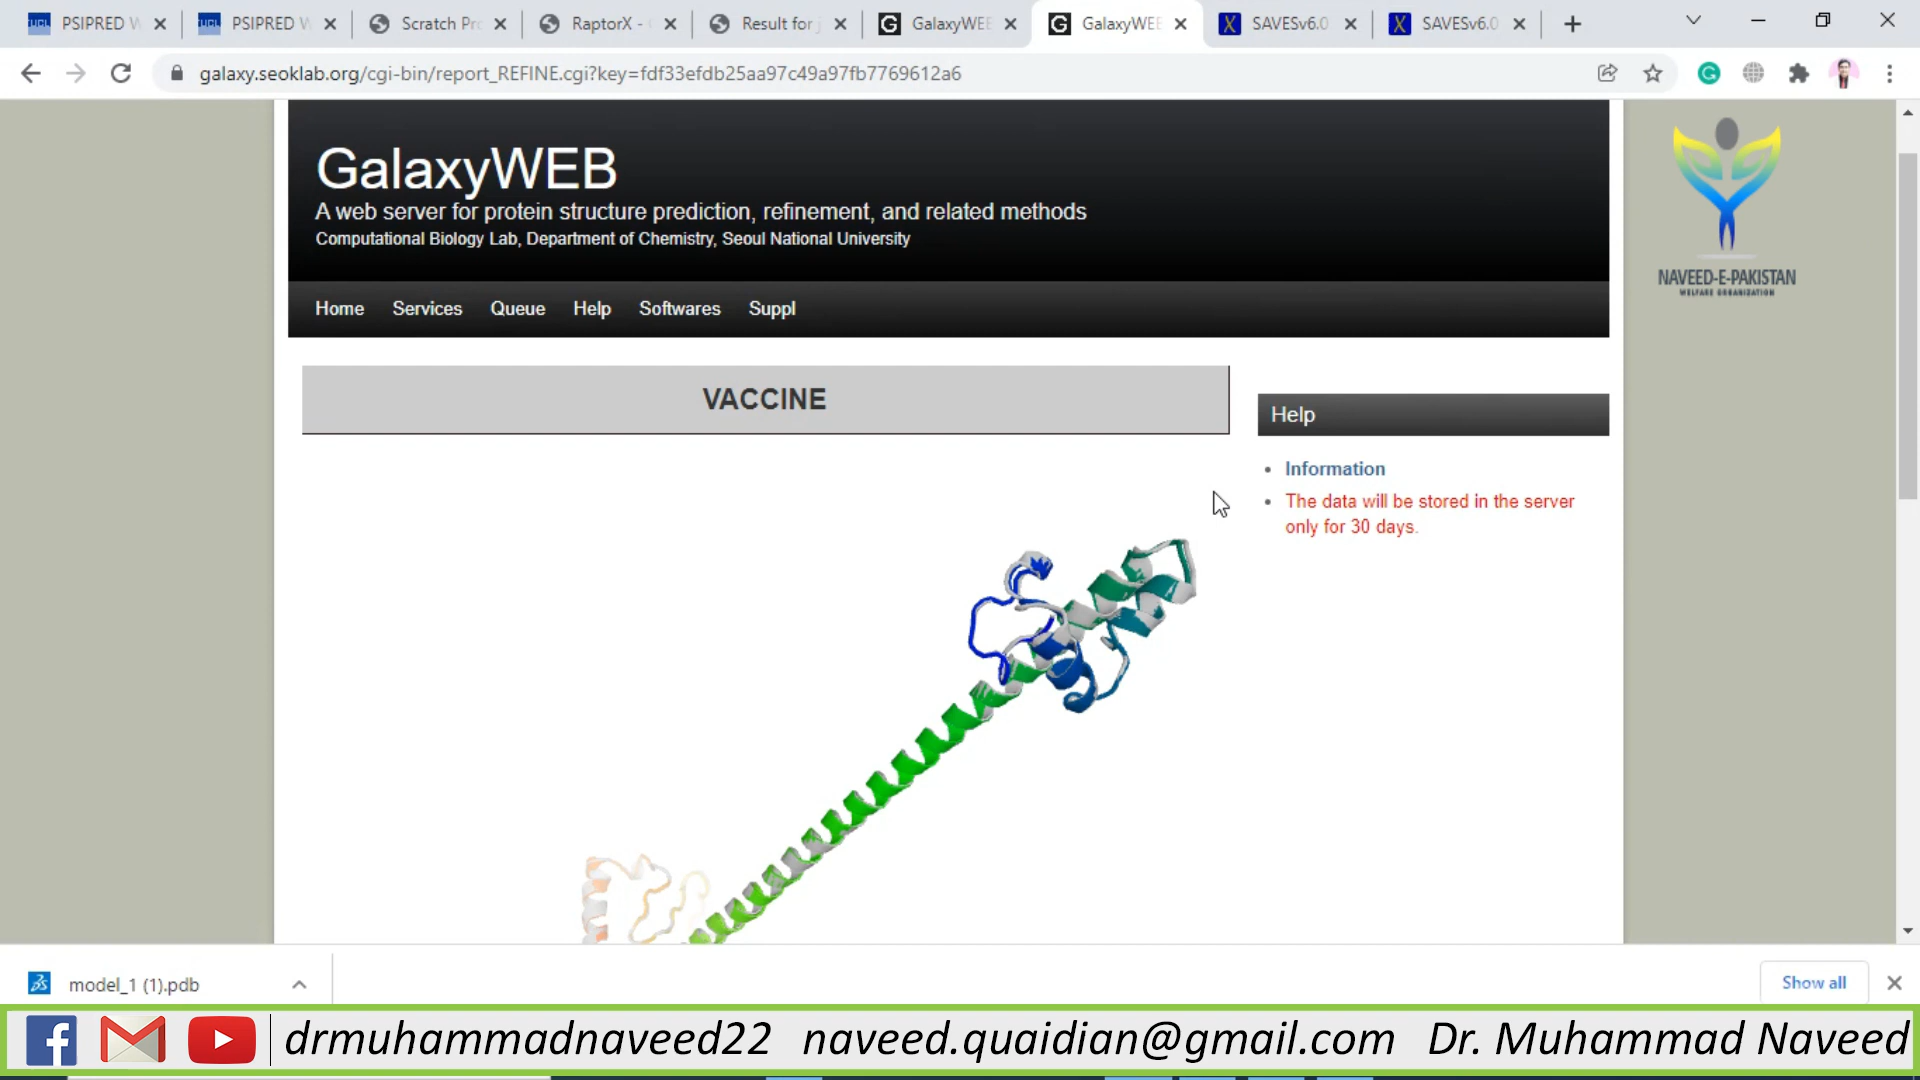 PSIPRED W
PSIPRED W
Scratch Pr
RaptorX -
Result for j
GalaxyWEB
GalaxyWEB
SAVESv6.0
SAVESv6.0
galaxy.seoklab.org/cgi-bin/report_REFINE.cgi?key=fdf33efdb25aa97c49a97fb7769612a6
GalaxyWEB
A web server for protein structure prediction, refinement, and related methods
Computational Biology Lab, Department of Chemistry, Seoul National University
NAVEED-E-PAKISTAN
WELFARE ORGANIZATION
Home Services Queue Help Softwares Suppl
VACCINE
Help
Information
The data will be stored in the server
only for 30 days.
model_1 (1).pdb
Show all
drmuhammadnaveed22 naveed.quaidian@gmail.com Dr. Muhammad Naveed